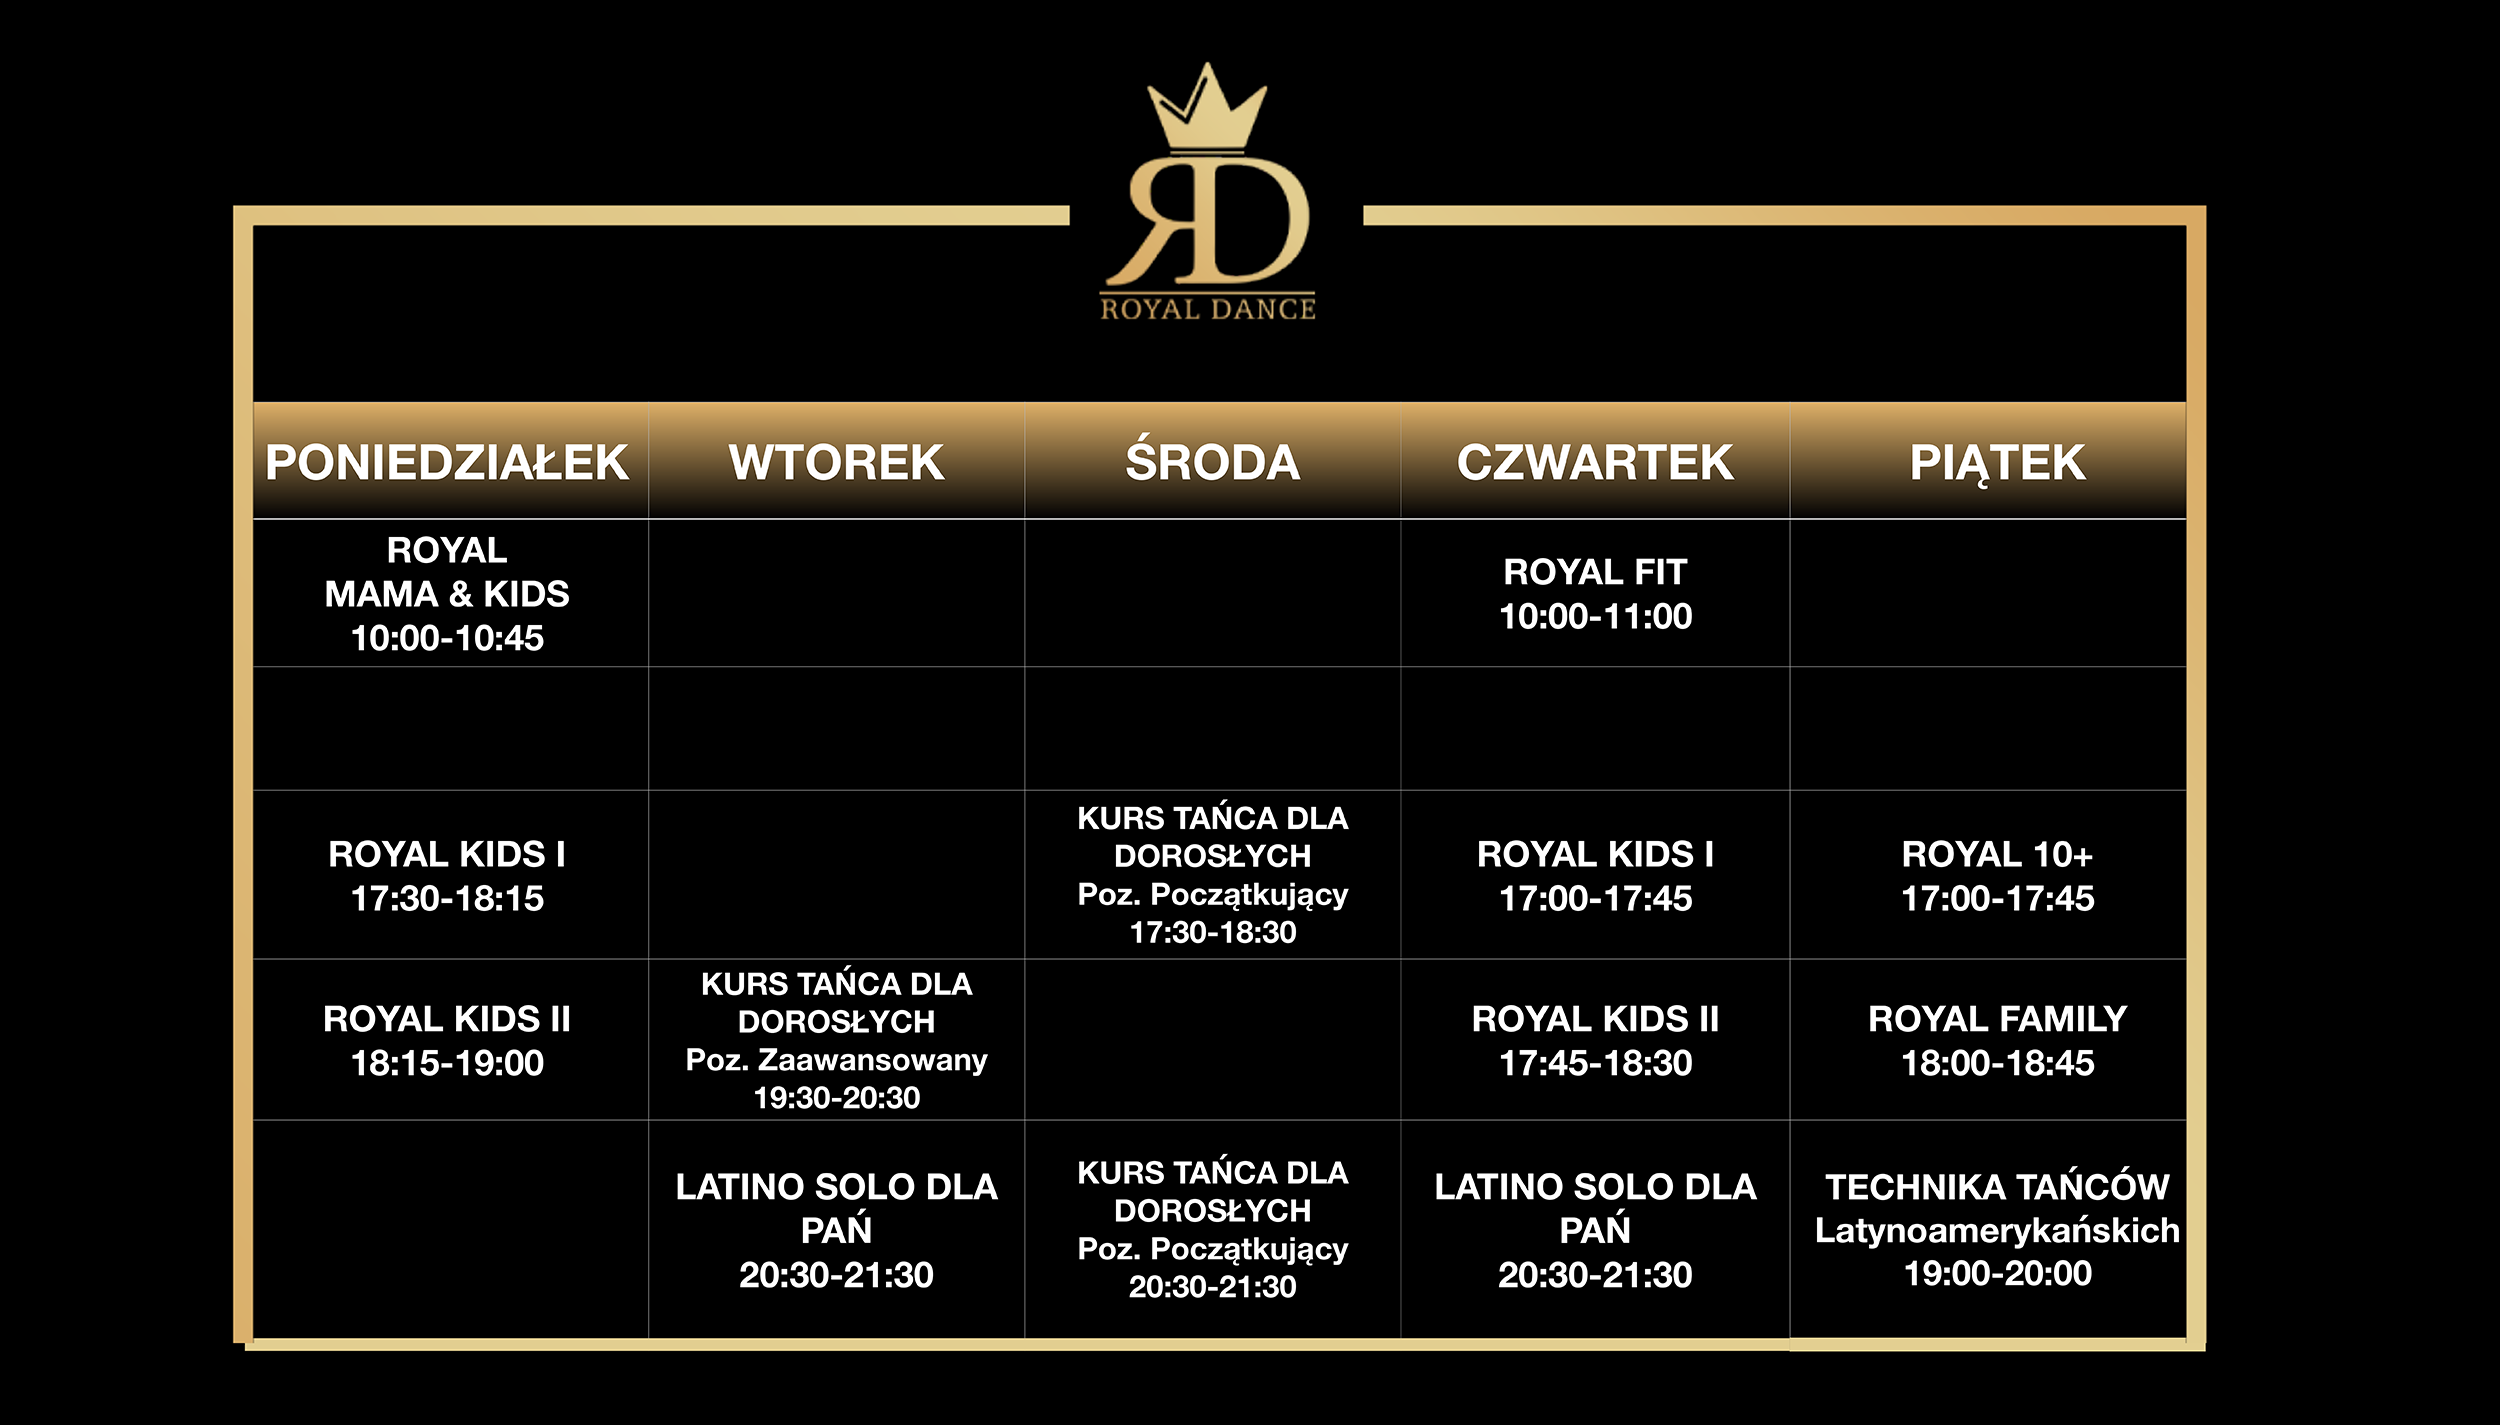 RD
ROYAL DANCE
PONIEDZIAŁEK WTOREK ŚRODA CZWARTEK PIĄTEK
ROYAL
MAMA & KIDS
10:00-10:45
ROYAL FIT
10:00-11:00
ROYAL KIDS I
17:30-18:15
KURS TAŃCA DLA
DOROSŁYCH
Poz. Początkujący
17:30-18:30
ROYAL KIDS I
17:00-17:45
ROYAL 10+
17:00-17:45
ROYAL KIDS II
18:15-19:00
KURS TAŃCA DLA
DOROSŁYCH
Poz. Zaawansowany
19:30-20:30
ROYAL KIDS II
17:45-18:30
ROYAL FAMILY
18:00-18:45
LATINO SOLO DLA
PAŃ
20:30-21:30
KURS TAŃCA DLA
DOROSŁYCH
Poz. Początkujący
20:30-21:30
LATINO SOLO DLA
PAŃ
20:30-21:30
TECHNIKA TAŃCÓW
Latynoamerykańskich
19:00-20:00